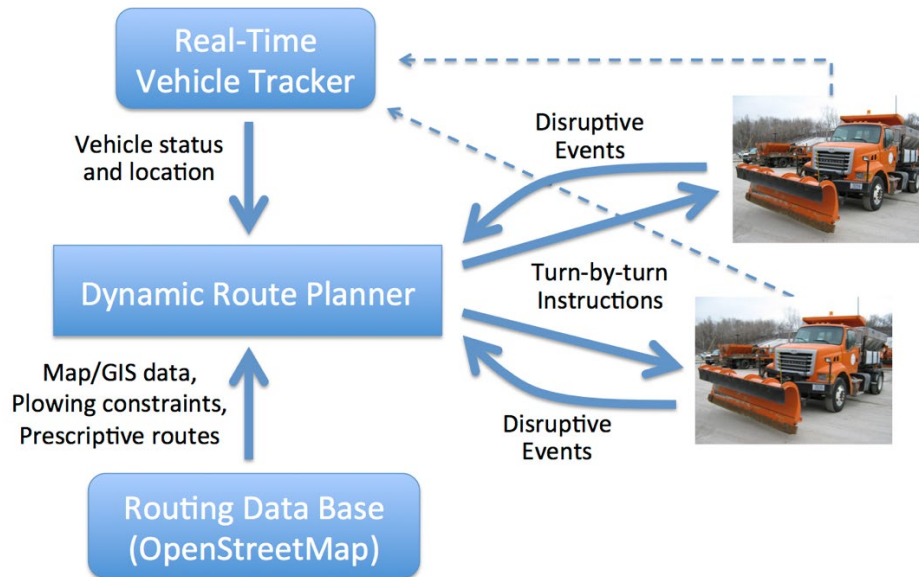 Real-Time
Vehicle Tracker
Vehicle status
and location
Disruptive
Events
Dynamic Route Planner
Turn-by-turn
Instructions
Map/GIS data,
Plowing constraints,
Prescriptive routes
Disruptive
Events
Routing Data Base
(OpenStreetMap)